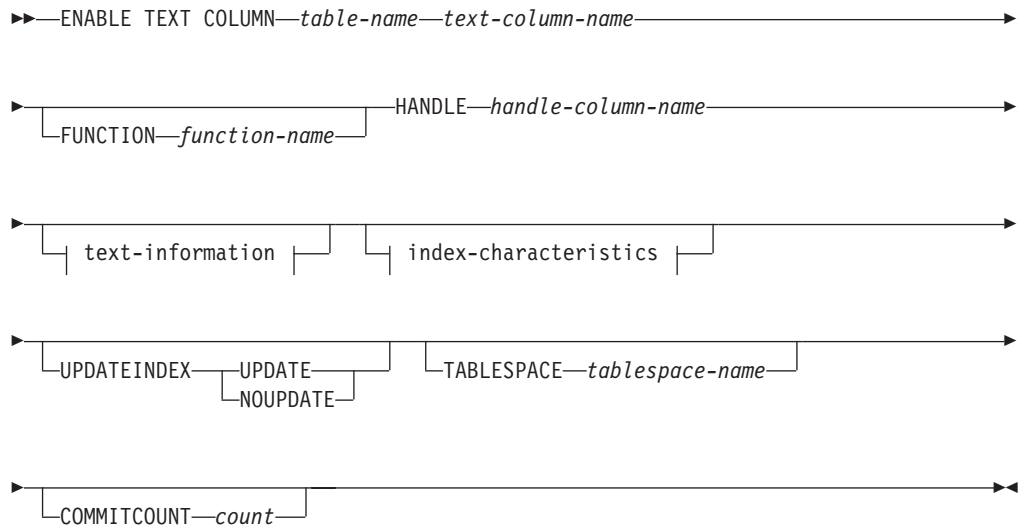 ENABLE TEXT COLUMN table-name text-column-name
HANDLE handle-column-name
FUNCTION function-name
text-information index-characteristics
UPDATEINDEX UPDATE TABLESPACE tablespace-name
NOUPDATE
COMMITCOUNT count